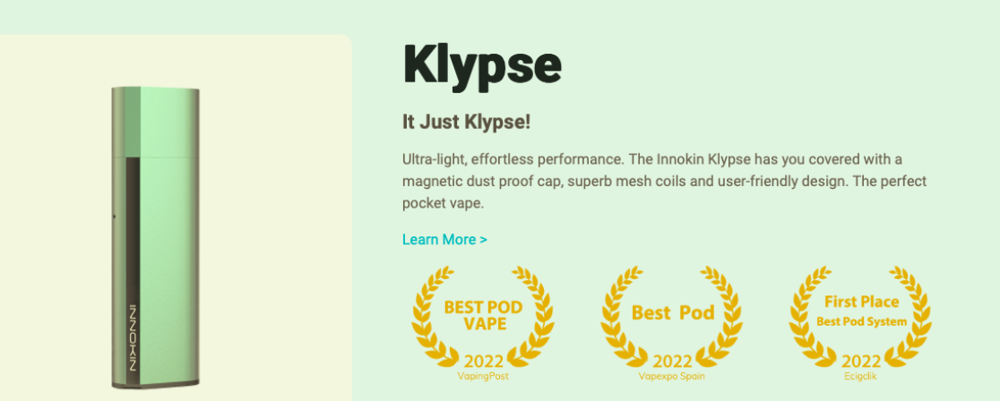 Klypse
It Just Klypse!
Ultra-light, effortless performance. The Innokin Klypse has you covered with a
magnetic dust proof cap, superb mesh coils and user-friendly design. The perfect
pocket vape.
Learn More >
BEST POD
VAPE
2022
VapingPost
Best Pod
2022
Vapexpo Spain
First Place
Best Pod System
2022
Ecigclik
INNOKIN